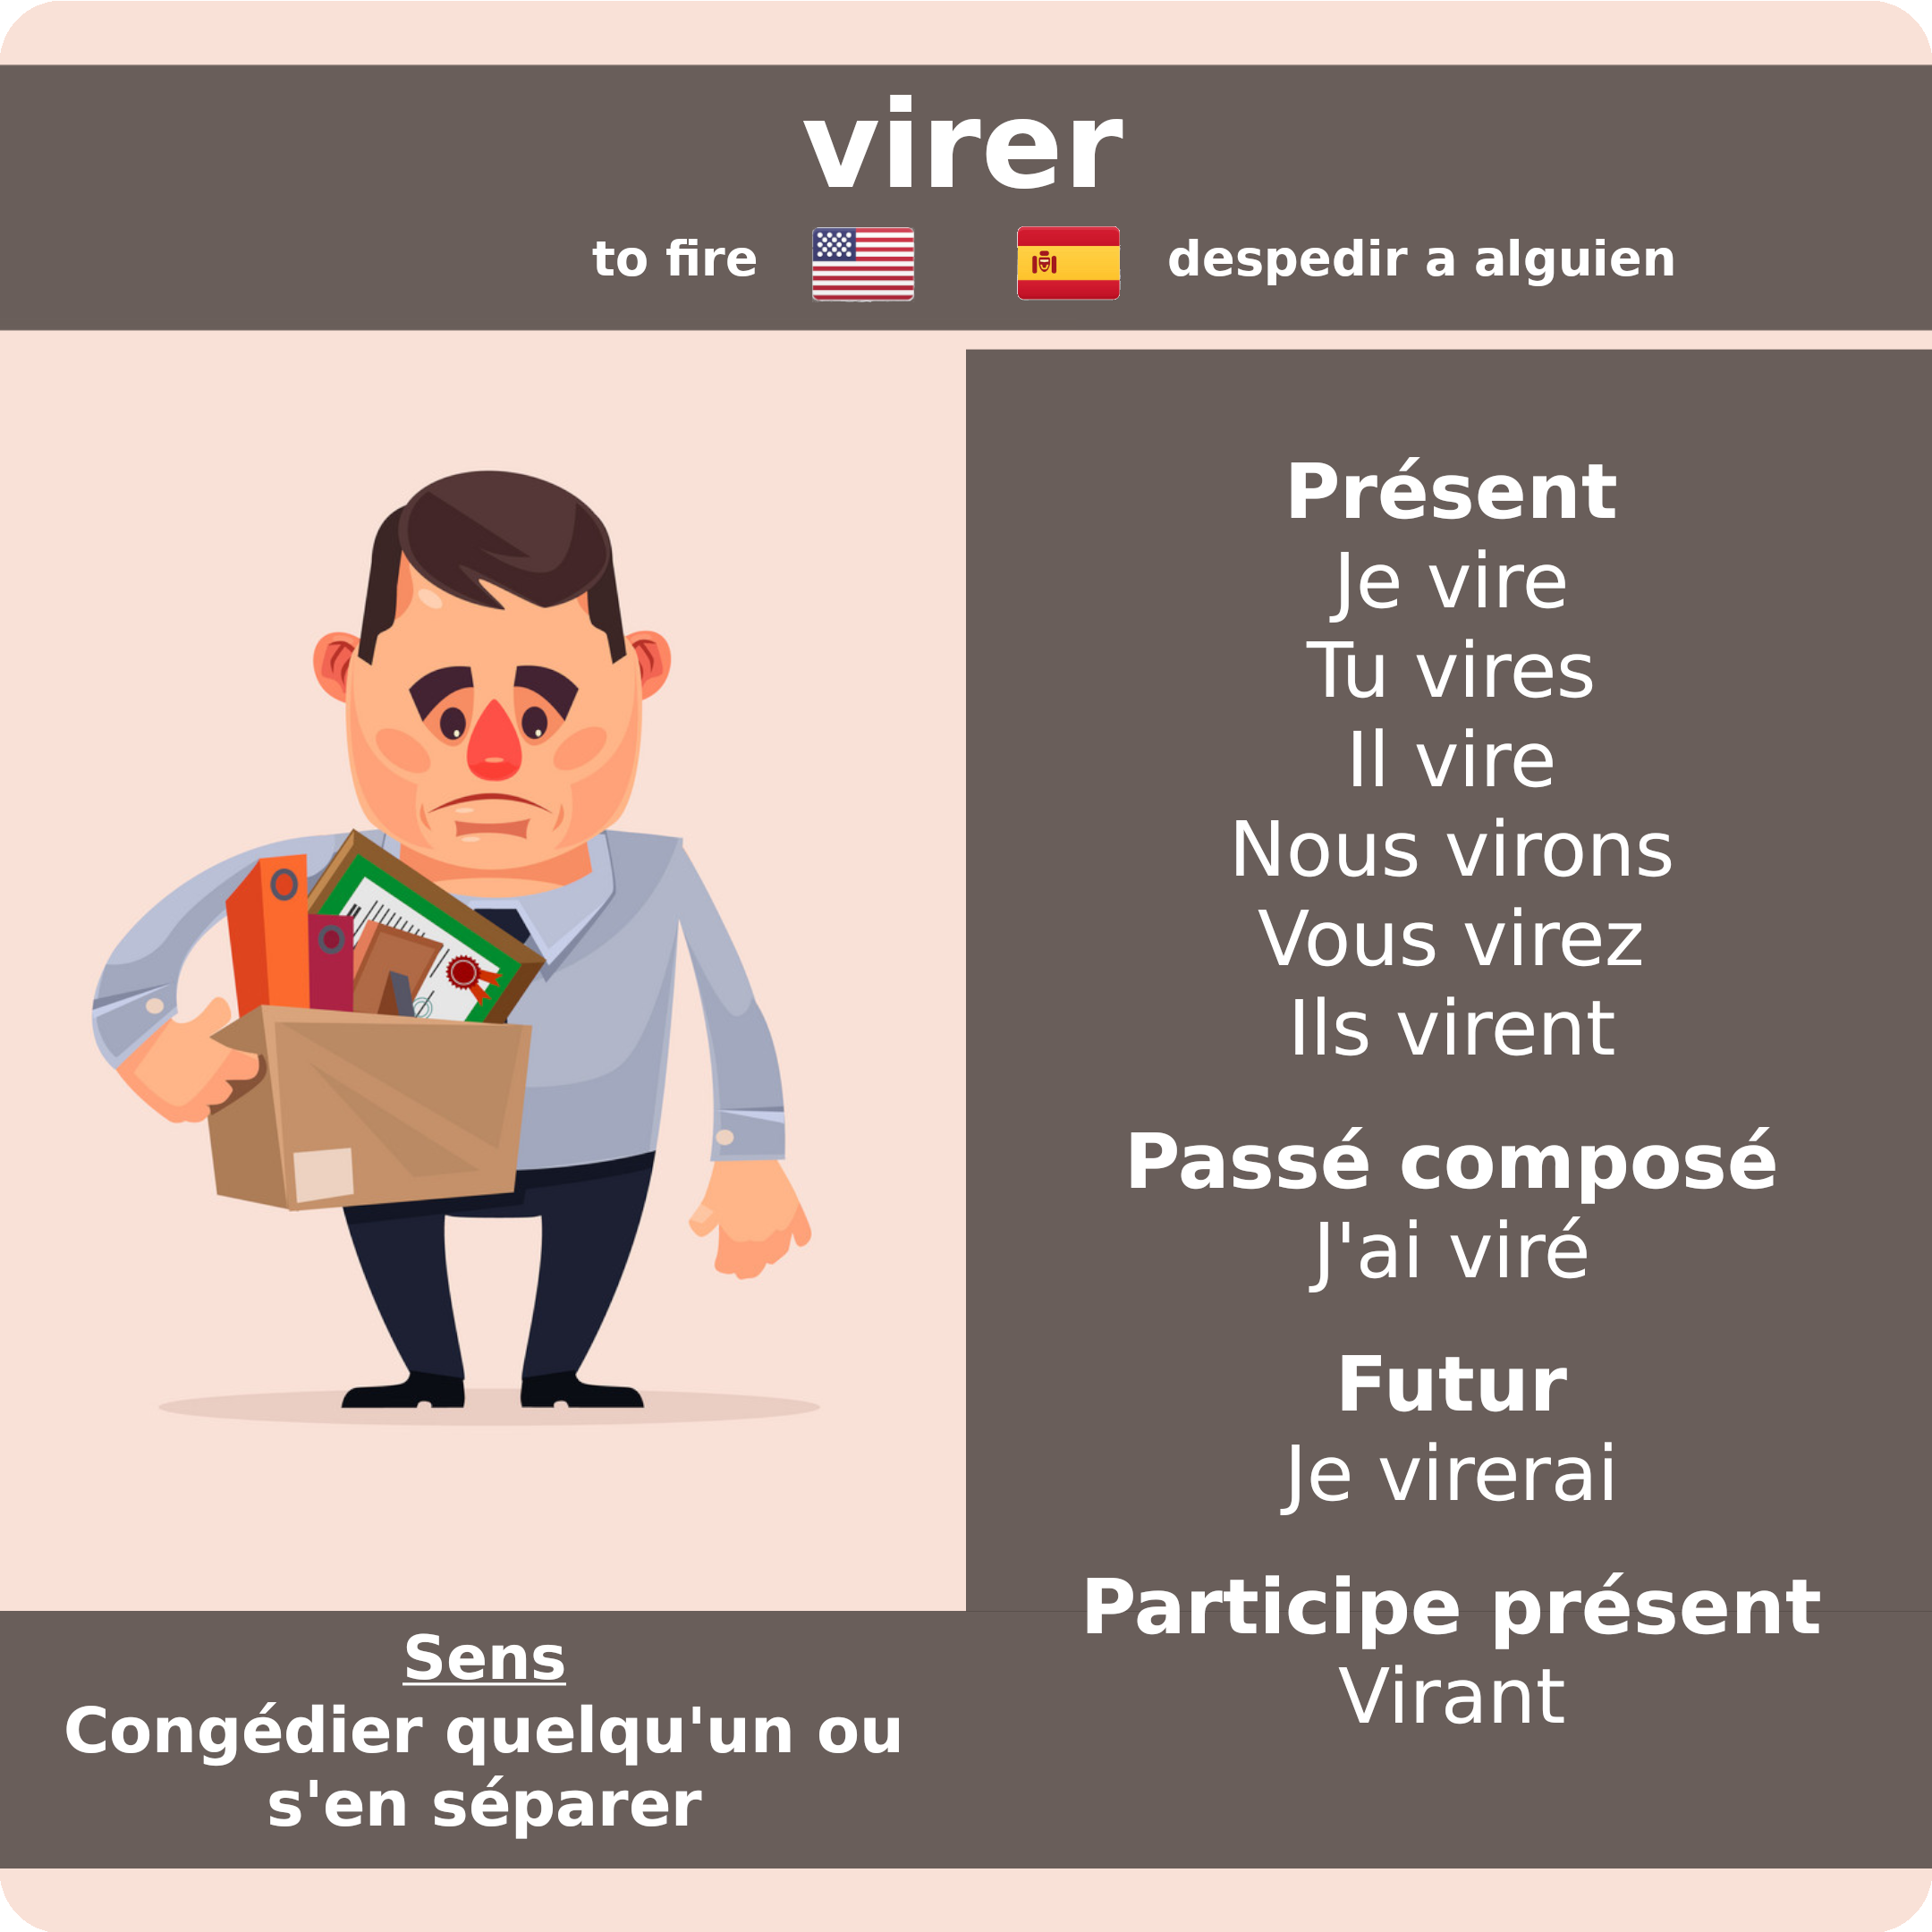 virer
to fire
despedir a alguien
Présent
Je vire
Tu vires
Il vire
Nous virons
Vous virez
Ils virent
Passé composé
J'ai viré
Futur
Je virerai
Participe présent
Virant
Sens
Congédier quelqu'un ou
s'en séparer